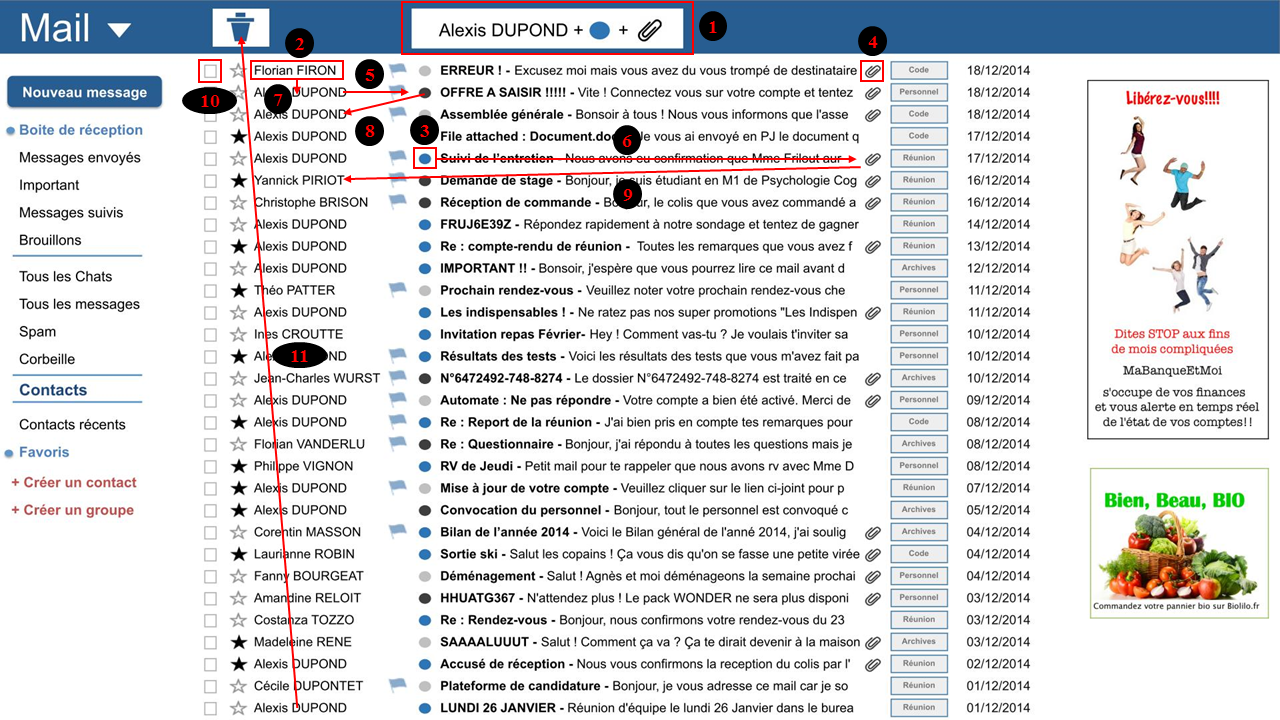 Mail
Alexis DUPOND + +
1
2
4
Florian FIRON ERREUR ! - Excusez moi mais vous avez du vous trompé de destinataire Code 18/12/2014
5
Nouveau message
10
7
DUPOND OFFRE A SAISIR !!!!! - Vite ! Connectez vous sur votre compte et tentez Personnel 18/12/2014
Alexis DUPOND Assemblée générale - Bonsoir à tous ! Nous vous informons que l'asse Code 18/12/2014
8
3
6
Boite de réception
Alexis DUPOND File attached : vous ai envoyé en PJ le document q Code 17/12/2014
Messages envoyés
Alexis DUPOND Suivi de l'entretien - Nous avons eu confirmation que Mme Frilout aur Réunion 17/12/2014
Important
Yannick PIRIOT Demande de stage - Bonjour, je suis étudiant en M1 de Psychologie Cog Réunion 16/12/2014
9
Messages suivis
Christophe BRISON Réception de commande - le colis que vous avez commandé a Réunion 16/12/2014
Alexis DUPOND FRUJ6E39Z - Répondez rapidement à notre sondage et tentez de gagner Réunion 14/12/2014
Brouillons
Alexis DUPOND Re : compte-rendu de réunion - Toutes les remarques que vous avez f Réunion 13/12/2014
Alexis DUPOND IMPORTANT !! - Bonsoir, j'espère que vous pourrez lire ce mail avant d Archives 12/12/2014
Tous les Chats
Théo PATTER Prochain rendez-vous - Veuillez noter votre prochain rendez-vous che Personnel 11/12/2014
Tous les messages
Alexis DUPOND Les indispensables ! - Ne ratez pas nos super promotions "Les Indispen Réunion 11/12/2014
Spam
Ines CROUTTE Invitation repas Février- Hey ! Comment vas-tu ? Je voulais t'inviter sa Personnel 10/12/2014
11
Corbeille
Résultats des tests - Voici les résultats des tests que vous m'avez fait pa Personnel 10/12/2014
Jean-Charles WURST N°6472492-748-8274 - Le dossier N°6472492-748-8274 est traité en ce Archives 10/12/2014
Contacts
Alexis DUPOND Automate : Ne pas répondre - Votre compte a bien été activé. Merci de Personnel 09/12/2014
Alexis DUPOND Re : Report de la réunion - J'ai bien pris en compte tes remarques pour Code 08/12/2014
Contacts récents
Florian VANDERLU Re : Questionnaire - Bonjour, j'ai répondu à toutes les questions mais je Archives 08/12/2014
Favoris
Philippe VIGNON RV de Jeudi - Petit mail pour te rappeler que nous avons rv avec Mme D Personnel 08/12/2014
+ Créer un contact
Alexis DUPOND Mise à jour de votre compte - Veuillez cliquer sur le lien ci-joint pour p Réunion 07/12/2014
+ Créer un groupe
Alexis DUPOND Convocation du personnel - Bonjour, tout le personnel est convoqué c Archives 05/12/2014
Corentin MASSON Bilan de l'année 2014 - Voici le Bilan général de l'anné 2014, j'ai soulig Archives 04/12/2014
Laurianne ROBIN Sortie ski - Salut les copains ! Ça vous dis qu'on se fasse une petite virée Code 04/12/2014
Fanny BOURGEAT Déménagement - Salut ! Agnès et moi déménageons la semaine prochai Personnel 04/12/2014
Amandine RELOIT HHUATG367 - N'attendez plus ! Le pack WONDER ne sera plus disponi Personnel 03/12/2014
Costanza TOZZO Re : Rendez-vous - Bonjour, nous confirmons votre rendez-vous du 23 Réunion 03/12/2014
Madeleine RENE SAAAALUUUT - Salut ! Comment ça va ? Ça te dirait devenir à la maison Archives 03/12/2014
Alexis DUPOND Accusé de réception - Nous vous confirmons la reception du colis par l' Réunion 02/12/2014
Cécile DUPONTET Plateforme de candidature - Bonjour, je vous adresse ce mail car je so Réunion 01/12/2014
Alexis DUPOND LUNDI 26 JANVIER - Réunion d'équipe le lundi 26 Janvier dans le burea Réunion 01/12/2014
Libérez-vous!!!!
Dites STOP aux fins
de mois compliquées
MaBanqueEtMoi
s'occupe de vos finances
et vous alerte en temps réel
de l'état de vos comptes!!
Bien, Beau, BIO
Commandez votre pannier bio sur Biolilo.fr